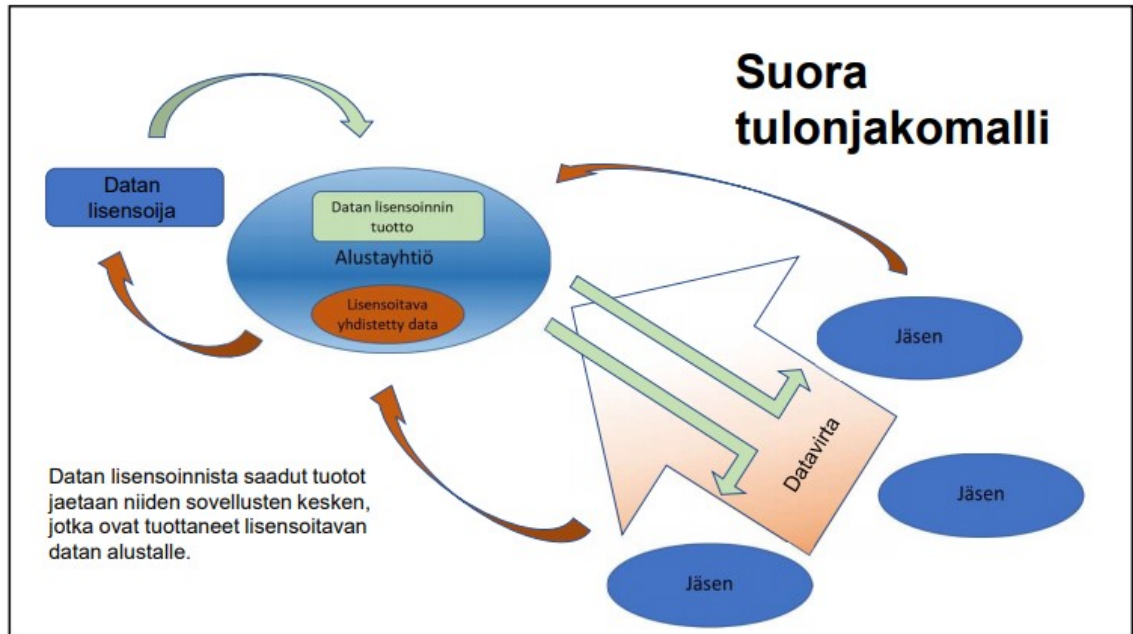 Suora
tulonjakomalli
Datan
lisensoija
Datan lisensoinnin
tuotto
Alustayhtiö
Lisensoitava
yhdistetty data
Jäsen
Datavirta
Jäsen
Jäsen
Datan lisensoinnista saadut tuotot
jaetaan niiden sovellusten kesken,
jotka ovat tuottaneet lisensoitavan
datan alustalle.